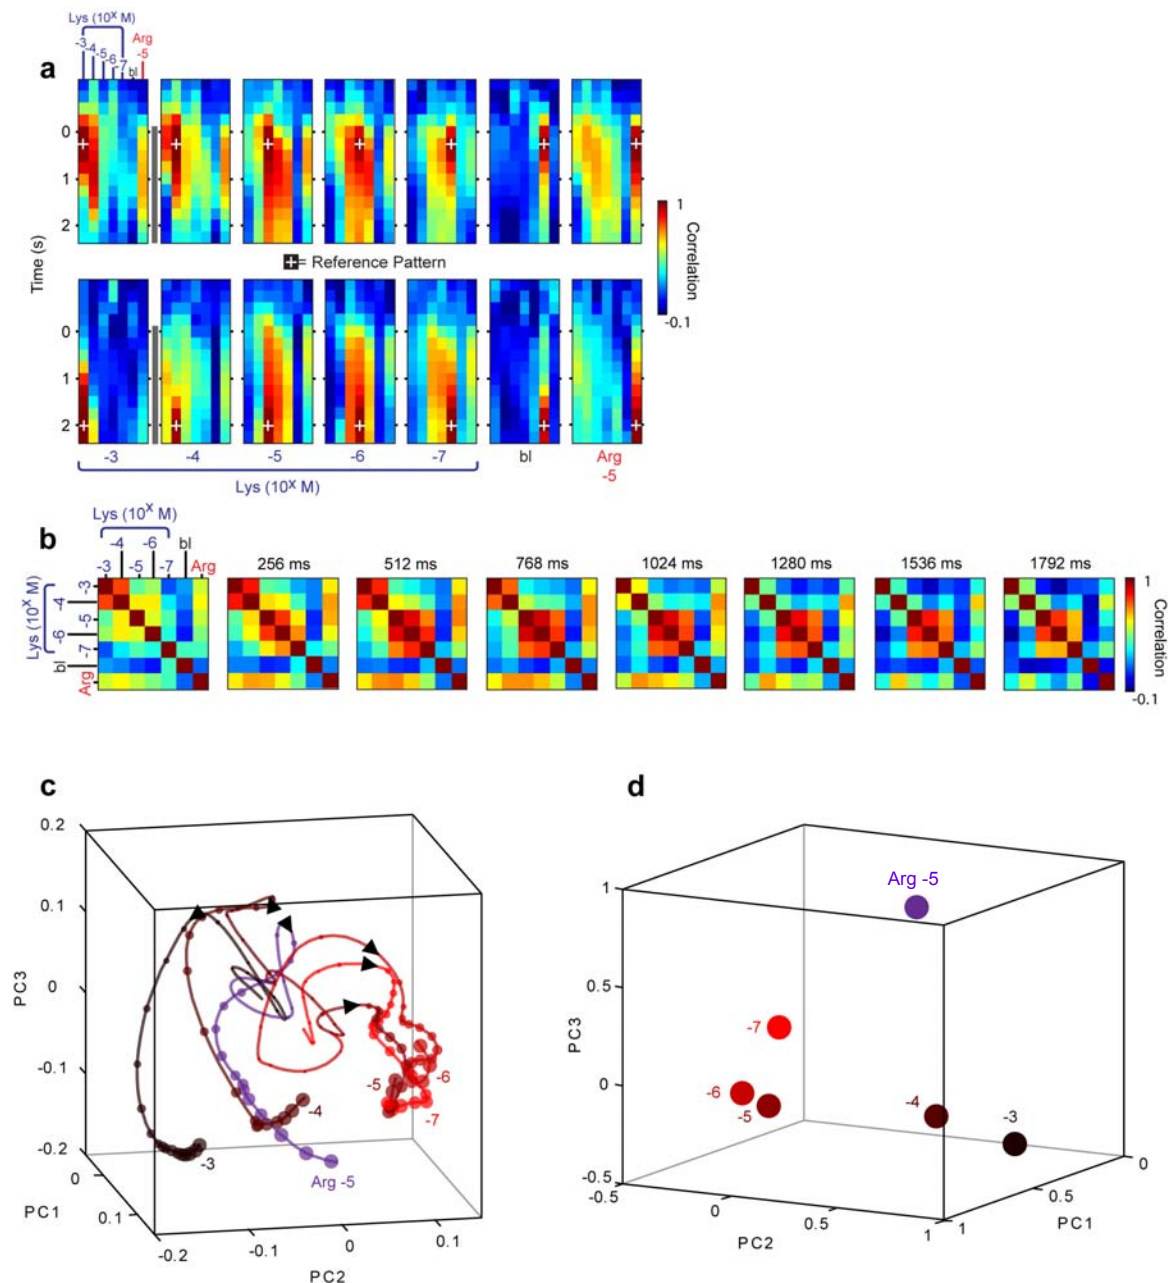 Lys (10^x M)
-3 -4 -5 -6 -7 bl Arg -5
a
0
1
2
Time (s)
+ = Reference Pattern
1
Correlation
-0.1
0
1
2
-3 -4 -5 -6 -7 bl Arg -5
Lys (10^x M)
b
Lys (10^x M)
-3 -4 -5 -6 -7 bl Arg
256 ms 512 ms 768 ms 1024 ms 1280 ms 1536 ms 1792 ms
Lys (10^x M)
-3
-4
-5
-6
-7
bl
Arg
1
Correlation
-0.1
c
0.2
0.1
0
-0.1
-0.2
PC3
0
0.1
PC1
-0.2 -0.1 0 0.1
PC2
-3
-4
Arg -5
-5
-6
-7
d
1
0.5
0
-0.5
PC3
-0.5 0 0.5 1
PC2
1 0.5 0
PC1
Arg -5
-7
-6
-5
-4
-3